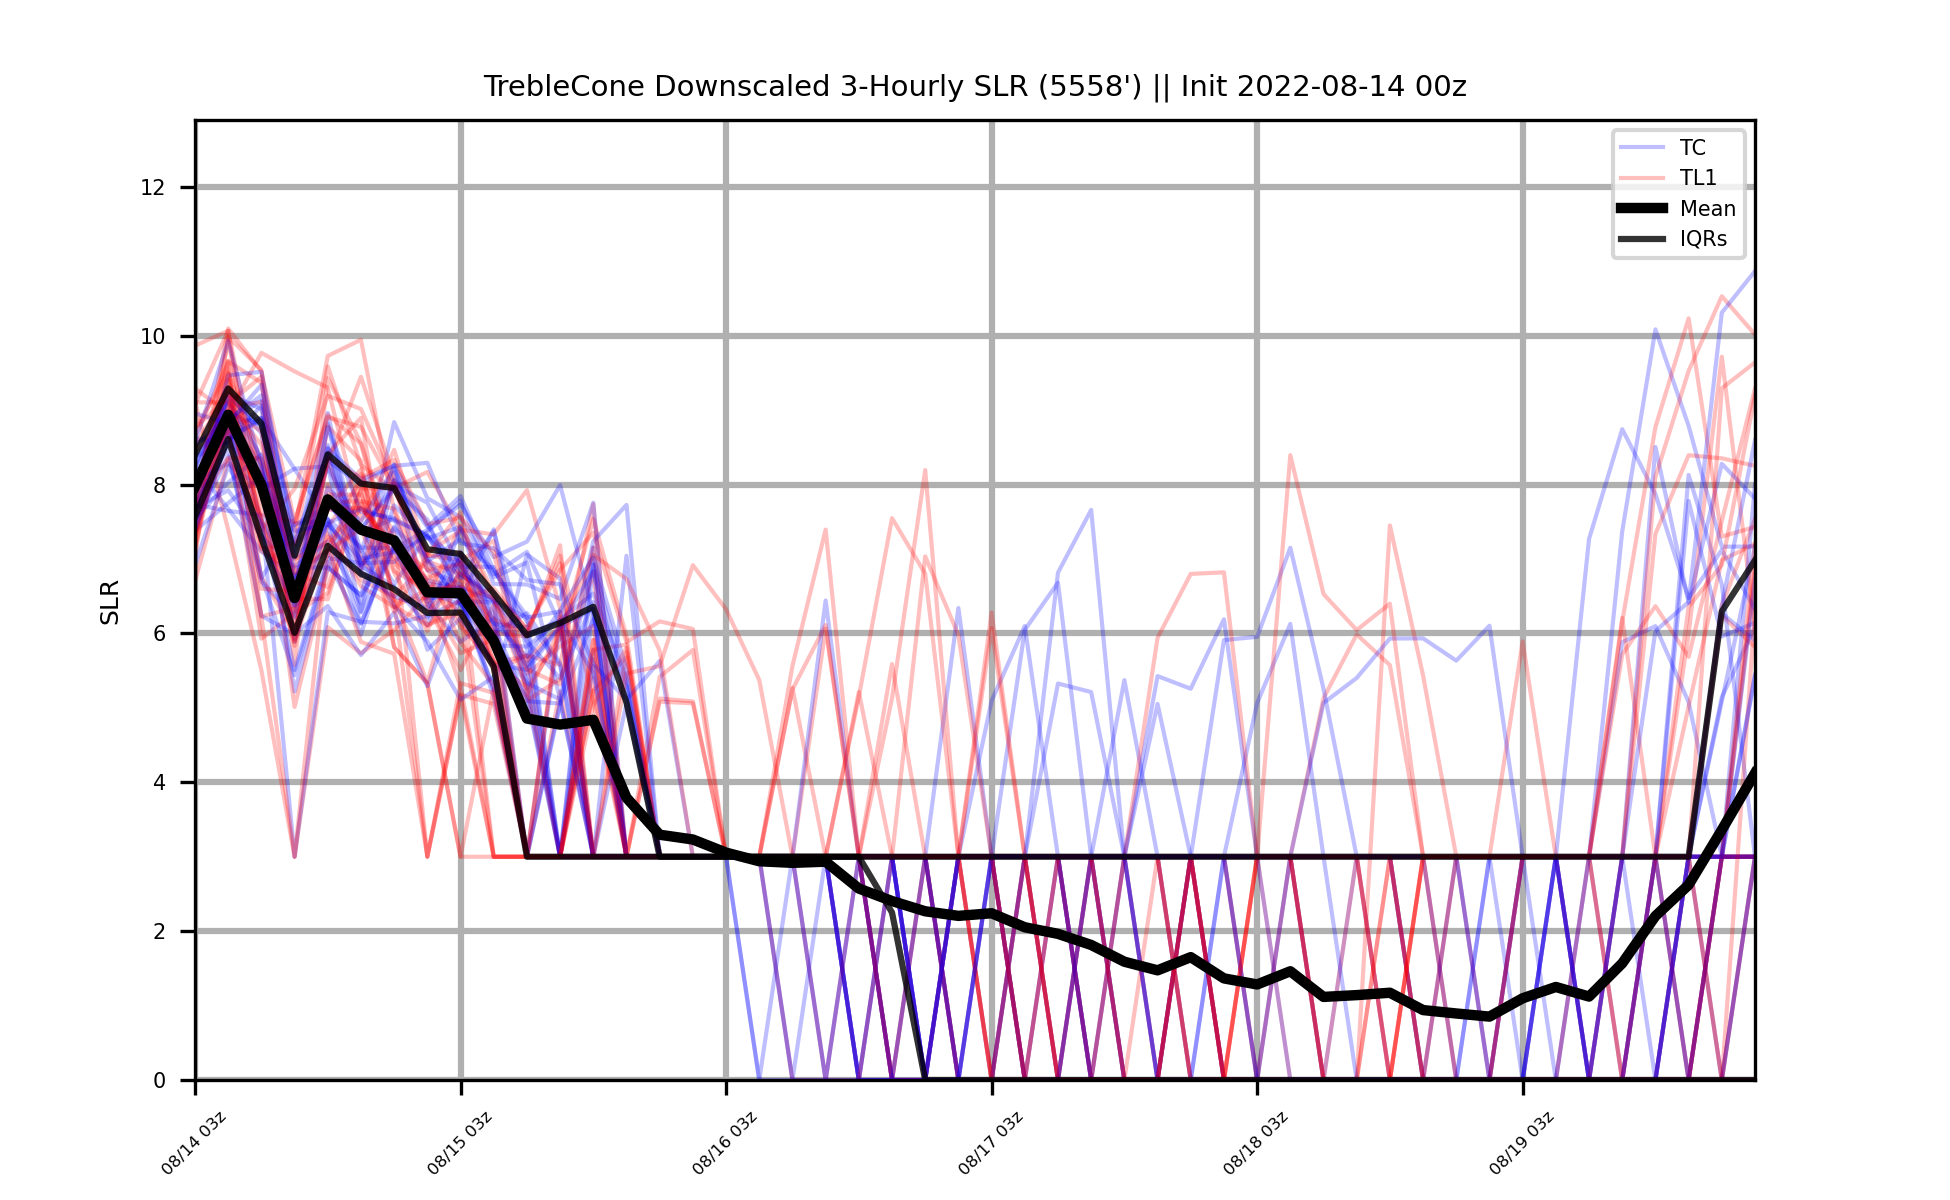 TrebleCone Downscaled 3-Hourly SLR (5558') || Init 2022-08-14 00z
TC
TL1
Mean
IQRs
SLR
12
10
8
6
4
2
0
08/14 03z
08/15 03z
08/16 03z
08/17 03z
08/18 03z
08/19 03z